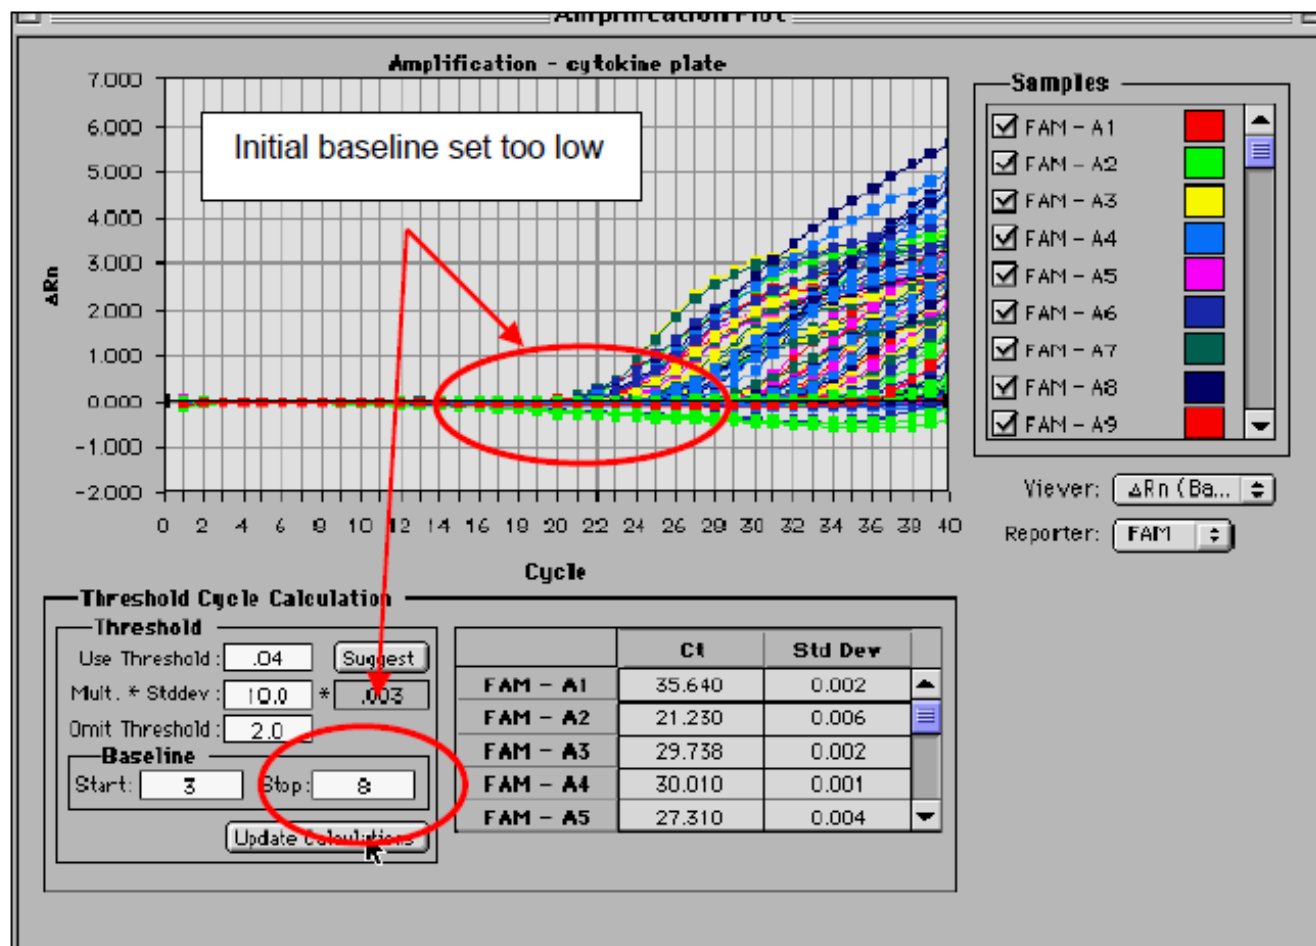 Amplification Plot
Amplification - cytokine plate
7.000
6.000
5.000
4.000
3.000
2.000
1.000
0.000
-1.000
-2.000
ΔRn
Initial baseline set too low
0 2 4 6 8 10 12 14 16 18 20 22 24 26 28 30 32 34 36 38 40
Cycle
Samples
FAM - A1
FAM - A2
FAM - A3
FAM - A4
FAM - A5
FAM - A6
FAM - A7
FAM - A8
FAM - A9
Viewer: ΔRn (Ba...
Reporter: FAM
Threshold Cycle Calculation
Threshold
Use Threshold: .04 Suggest
Mult. * Stddev: 10.0 * .003
Omit Threshold: 2.0
Baseline
Start: 3 Stop: 8
Update Calculations
Ct Std Dev
FAM - A1 35.640 0.002
FAM - A2 21.230 0.006
FAM - A3 29.738 0.002
FAM - A4 30.010 0.001
FAM - A5 27.310 0.004